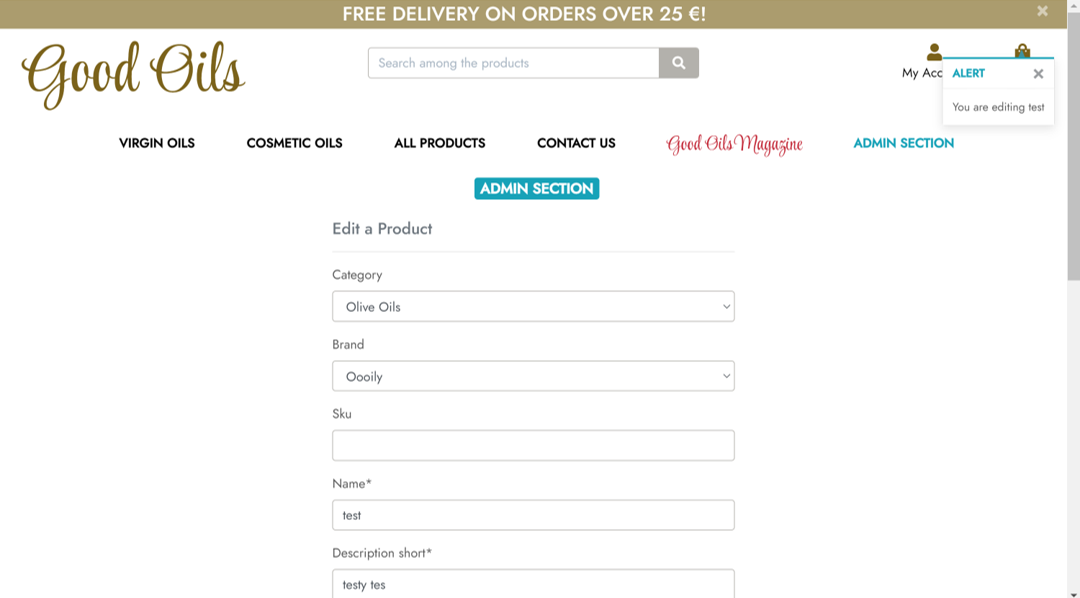 FREE DELIVERY ON ORDERS OVER 25 €!
Good Oils
Search among the products
My Acc
ALERT
You are editing test
VIRGIN OILS
COSMETIC OILS
ALL PRODUCTS
CONTACT US
Good Oils Magazine
ADMIN SECTION
ADMIN SECTION
Edit a Product
Category
Olive Oils
Brand
Oooily
Sku
Name*
test
Description short*
testy tes